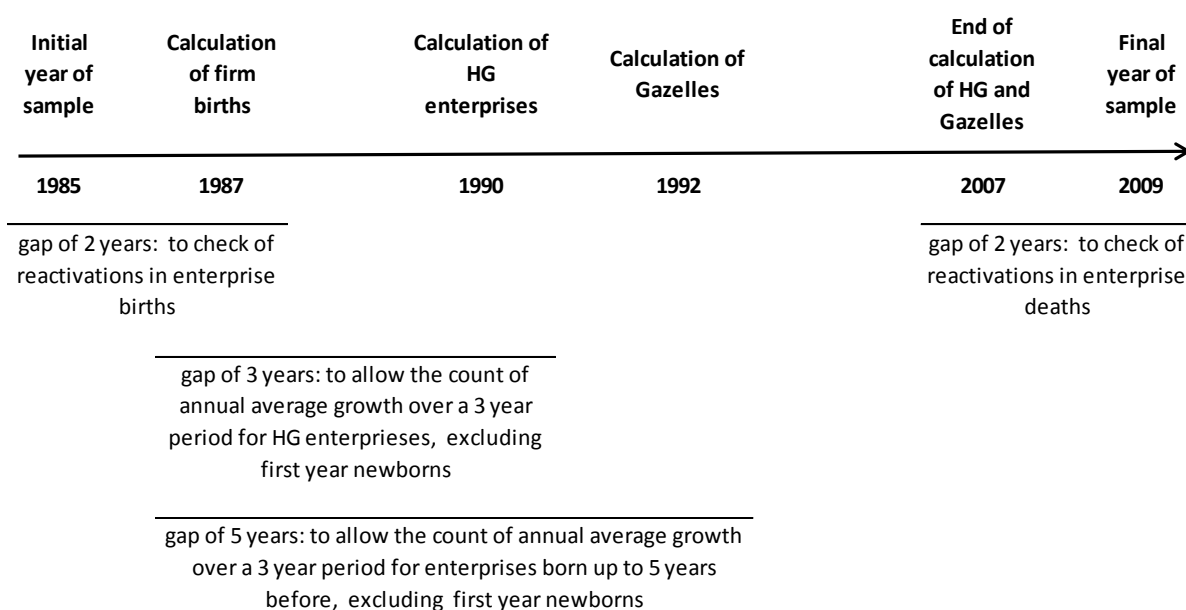 Initial
year of
sample
Calculation
of firm
births
Calculation of
HG
enterprises
Calculation of
Gazelles
End of
calculation
of HG and
Gazelles
Final
year of
sample
1985
1987
1990
1992
2007
2009
gap of 2 years: to check of
reactivations in enterprise
births
gap of 2 years: to check of
reactivations in enterprise
deaths
gap of 3 years: to allow the count of
annual average growth over a 3 year
period for HG enterprieses, excluding
first year newborns
gap of 5 years: to allow the count of annual average growth
over a 3 year period for enterprises born up to 5 years
before, excluding first year newborns